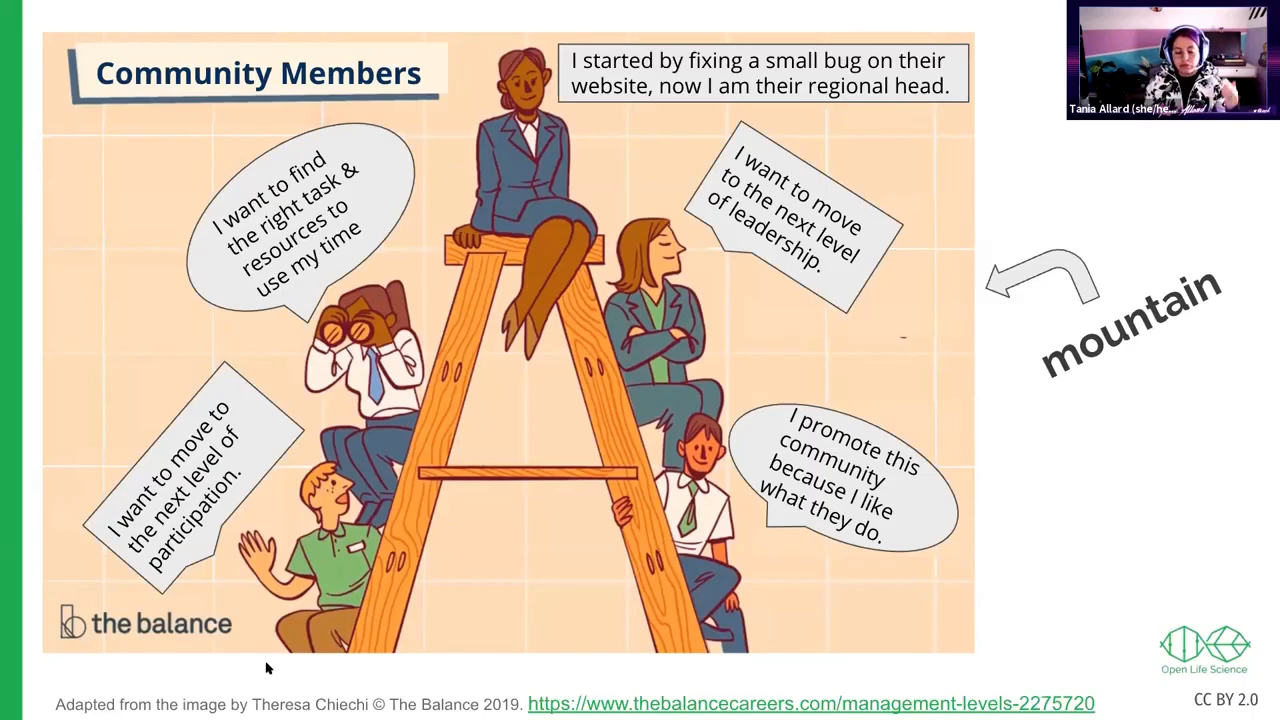 Community Members
I started by fixing a small bug on their
website, now I am their regional head.
I want to find
the right task &
resources to
use my time
I want to move
to the next level
of leadership.
mountain
I want to move to
the next level of
participation.
I promote this
community
because I like
what they do.
the balance
Tania Allard (she/he...
Open Life Science
Adapted from the image by Theresa Chiechi © The Balance 2019. https://www.thebalancecareers.com/management-levels-2275720
CC BY 2.0